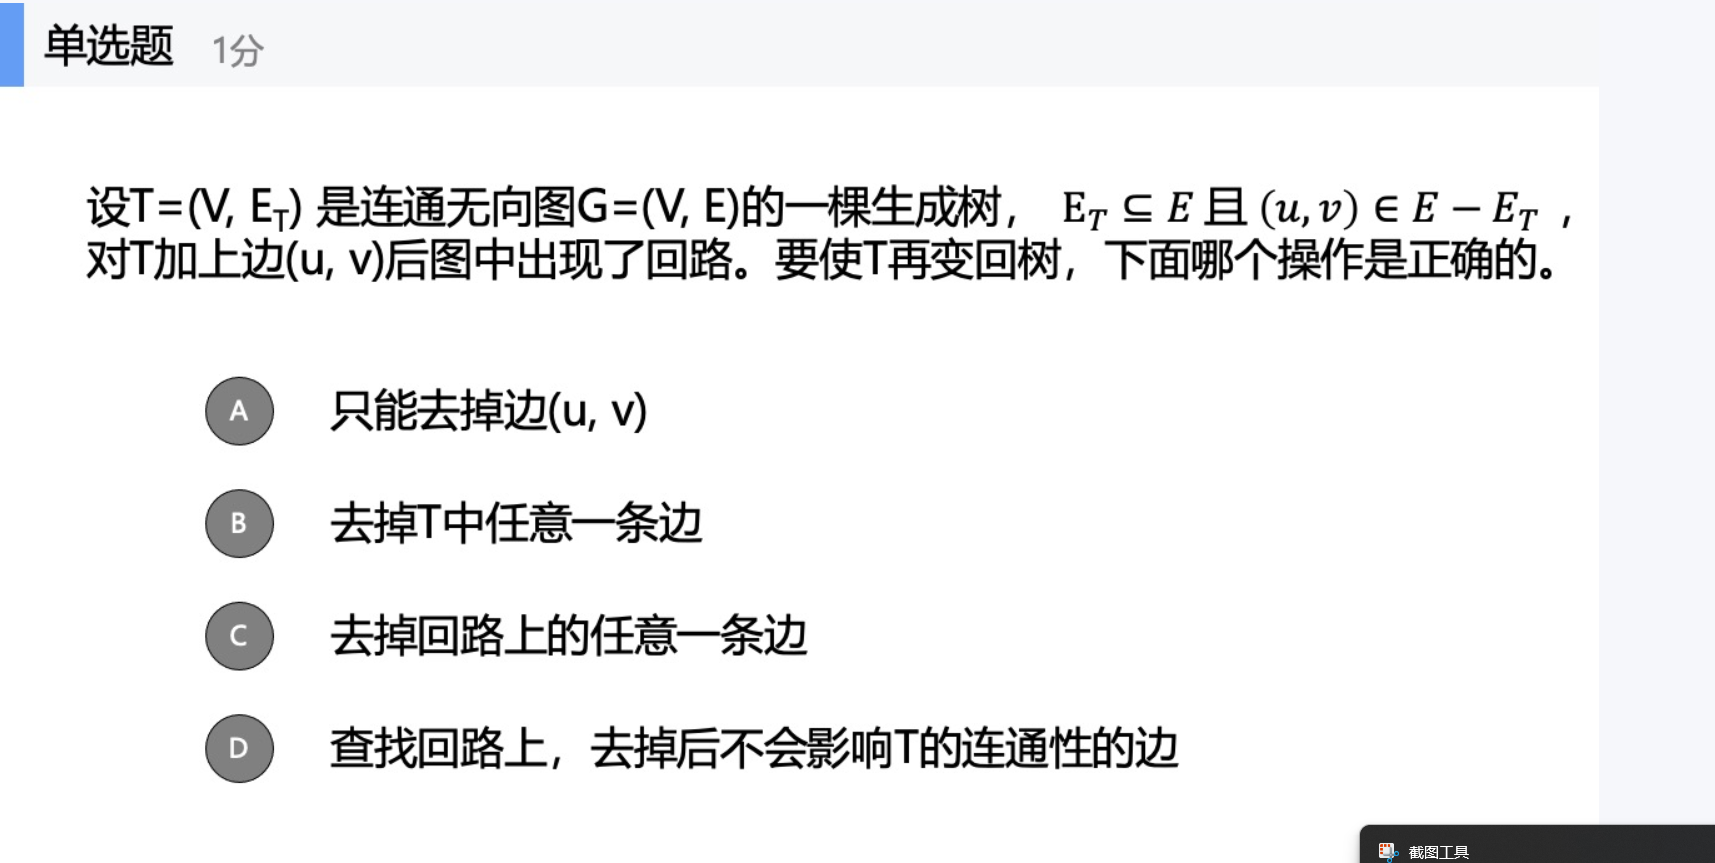 单选题 1分
设T=(V, E_T) 是连通无向图G=(V, E)的一棵生成树， E_T ⊆ E 且 (u, v) ∈ E − E_T ，
对T加上边(u, v)后图中出现了回路。要使T再变回树，下面哪个操作是正确的。
A 只能去掉边(u, v)
B 去掉T中任意一条边
C 去掉回路上的任意一条边
D 查找回路上，去掉后不会影响T的连通性的边
截图工具